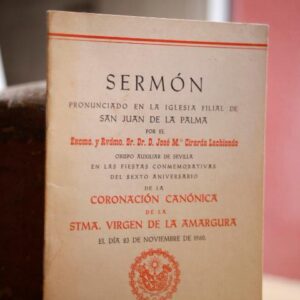 SERMÓN
PRONUNCIADO EN LA IGLESIA FILIAL DE
SAN JUAN DE LA PALMA
POR EL
Excmo. y Rvdmo. Sr. Dr. D. José M.ª Cirarda Lachiondo
OBISPO AUXILIAR DE SEVILLA
EN LAS FIESTAS CONMEMORATIVAS
DEL SEXTO ANIVERSARIO
DE LA
CORONACIÓN CANÓNICA
DE LA
STMA. VIRGEN DE LA AMARGURA
EL DIA 23 DE NOVIEMBRE DE 1960.